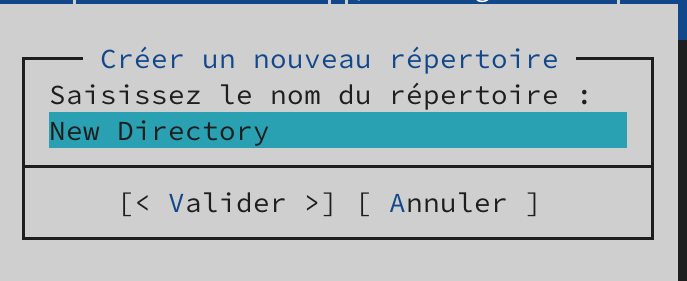 Créer un nouveau répertoire
Saisissez le nom du répertoire :
New Directory
[< Valider >] [ Annuler ]